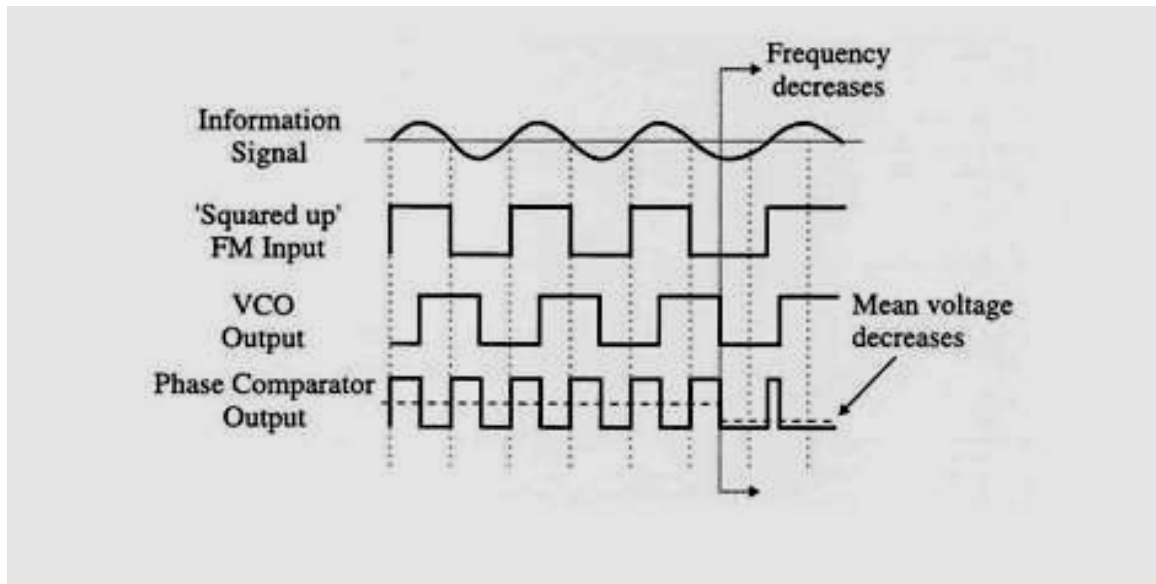 Frequency
decreases
Information
Signal
'Squared up'
FM Input
VCO
Output
Mean voltage
decreases
Phase Comparator
Output